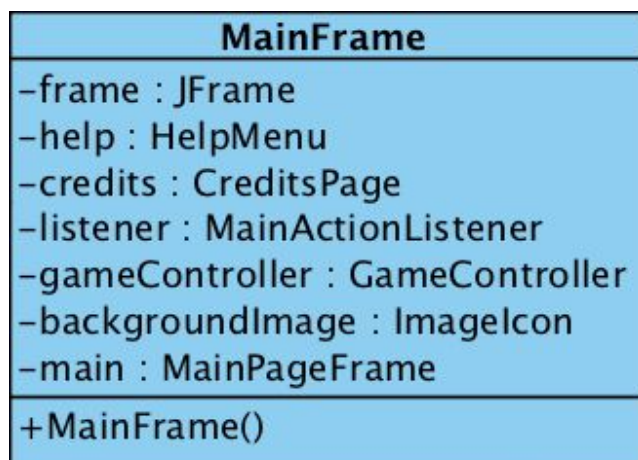 MainFrame
-frame : JFrame
-help : HelpMenu
-credits : CreditsPage
-listener : MainActionListener
-gameController : GameController
-backgroundImage : ImageIcon
-main : MainPageFrame
+MainFrame()